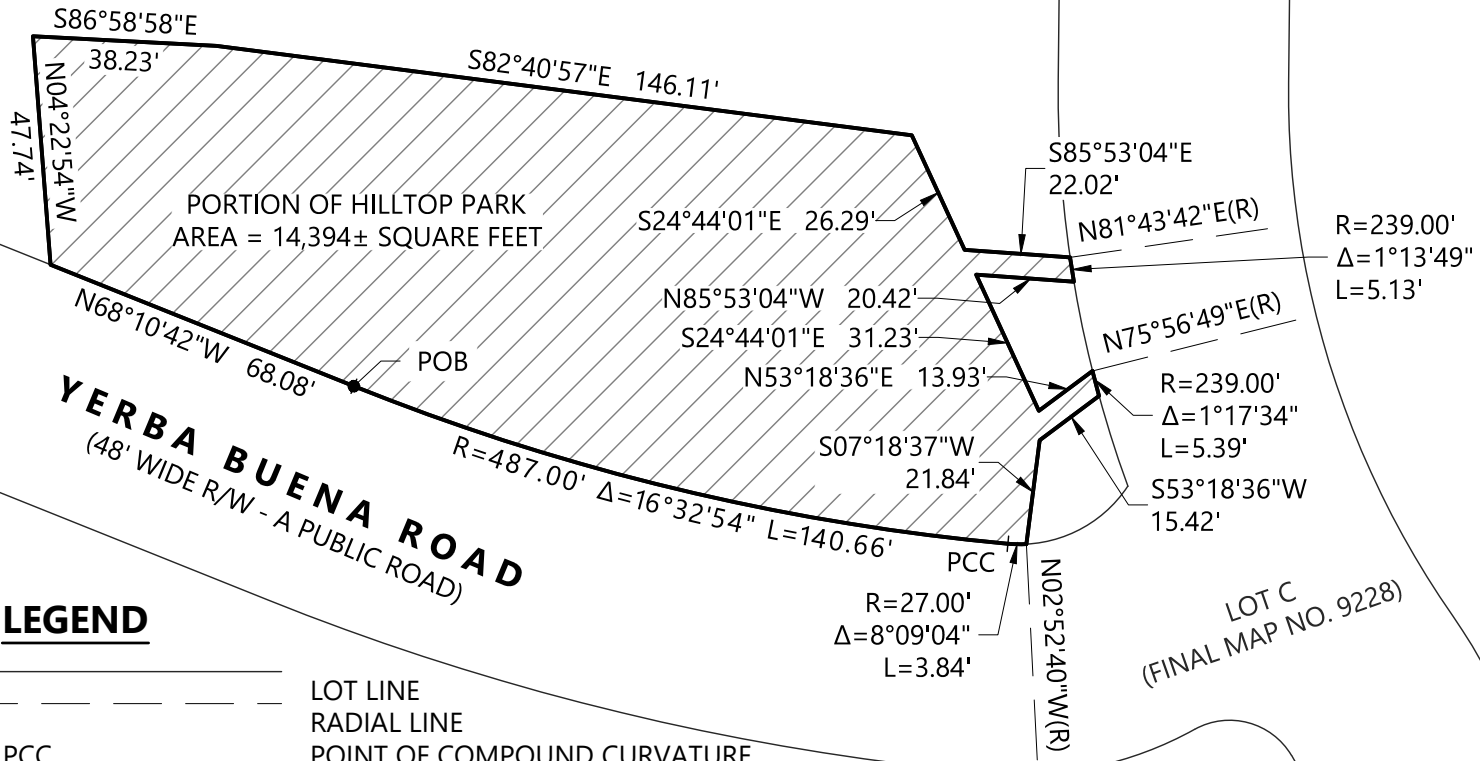 S86°58'58"E
38.23'
S82°40'57"E 146.11'
N04°22'54"W
47.74'
PORTION OF HILLTOP PARK
AREA = 14,394± SQUARE FEET
S24°44'01"E 26.29'
S85°53'04"E
22.02'
N81°43'42"E(R)
R=239.00'
Δ=1°13'49"
L=5.13'
N85°53'04"W 20.42'
S24°44'01"E 31.23'
N53°18'36"E 13.93'
N75°56'49"E(R)
R=239.00'
Δ=1°17'34"
L=5.39'
S07°18'37"W
21.84'
S53°18'36"W
15.42'
N68°10'42"W 68.08'
POB
YERBA BUENA ROAD
(48' WIDE R/W - A PUBLIC ROAD)
R=487.00' Δ=16°32'54" L=140.66'
PCC
R=27.00'
Δ=8°09'04"
L=3.84'
N02°52'40"W(R)
LOT C
(FINAL MAP NO. 9228)
LEGEND
LOT LINE
RADIAL LINE
PCC POINT OF COMPOUND CURVATURE